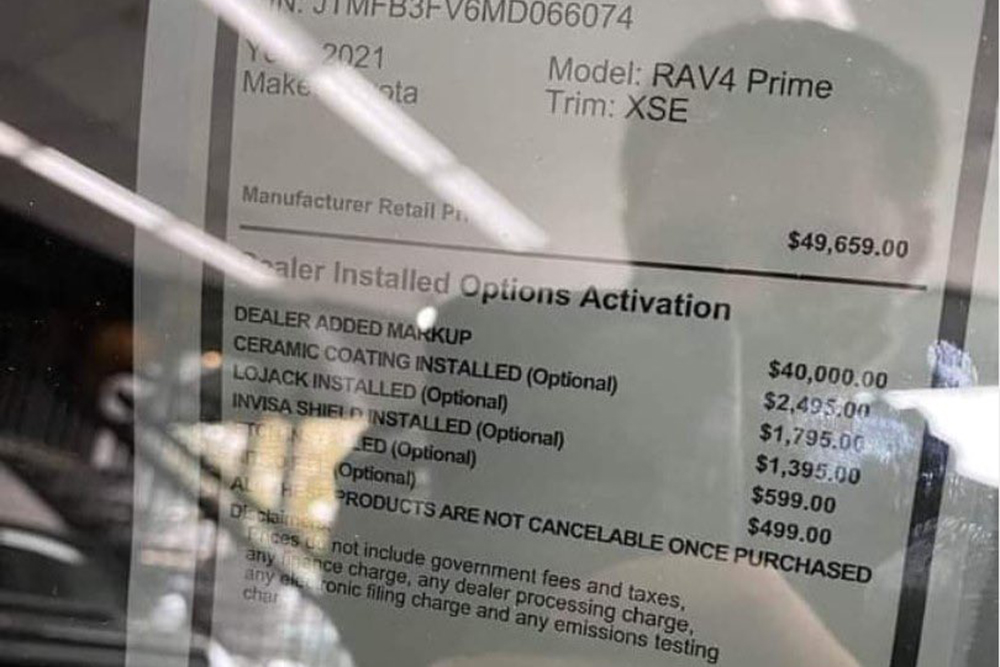 JTMFB3FV6MD066074
2021
Model: RAV4 Prime
Make
Trim: XSE
Manufacturer Retail
$49,659.00
Dealer Installed Options Activation
DEALER ADDED MARKUP $40,000.00
CERAMIC COATING INSTALLED (Optional) $2,495.00
LOJACK INSTALLED (Optional) $1,795.00
INVISA SHIELD INSTALLED (Optional) $1,395.00
(Optional) $599.00
(Optional) $499.00
PRODUCTS ARE NOT CANCELABLE ONCE PURCHASED
not include government fees and taxes,
any finance charge, any dealer processing charge,
any electronic filing charge and any emissions testing